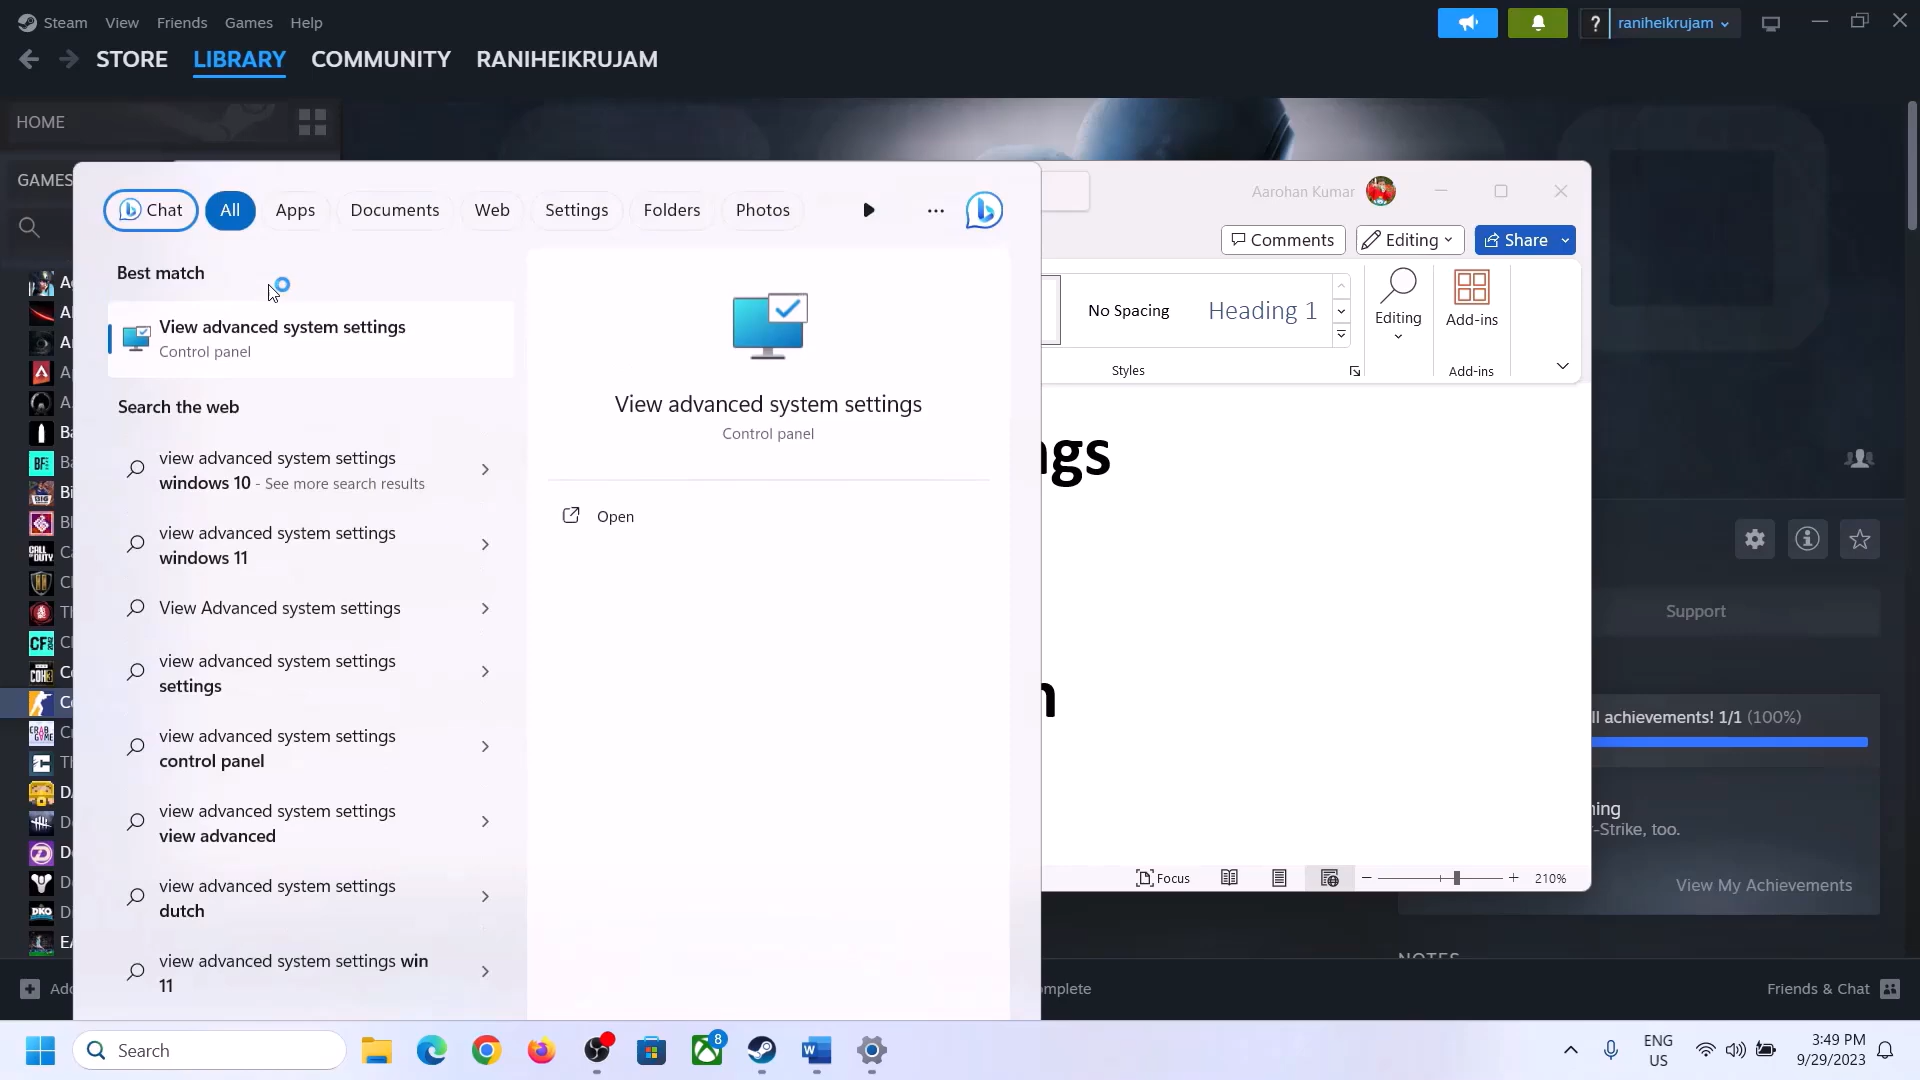 Steam View Friends Games Help
raniheikrujam
STORE LIBRARY COMMUNITY RANIHEIKRUJAM
HOME
GAMES
Chat All Apps Documents Web Settings Folders Photos
Aarohan Kumar
Comments Editing Share
Best match
View advanced system settings
Control panel
View advanced system settings
Control panel
Open
No Spacing Heading 1
Editing
Add-ins
Styles
Add-ins
Search the web
view advanced system settings
windows 10 - See more search results
view advanced system settings
windows 11
View Advanced system settings
view advanced system settings
settings
view advanced system settings
control panel
view advanced system settings
view advanced
view advanced system settings
dutch
view advanced system settings win
11
Focus
210%
Support
achievements! 1/1 (100%)
-Strike, too.
View My Achievements
NOTES
Friends & Chat
Search
8
ENG
US
3:49 PM
9/29/2023